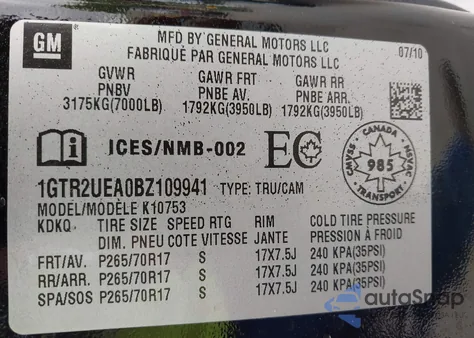 GM
MFD BY GENERAL MOTORS LLC
FABRIQUÉ PAR GENERAL MOTORS LLC
07/10
GVWR GAWR FRT GAWR RR
PNBV PNBE AV. PNBE ARR.
3175KG(7000LB) 1792KG(3950LB) 1792KG(3950LB)
i ICES/NMB-002 EC
CANADA
CMVSS NSVAC
985
TRANSPORT
1GTR2UEA0BZ109941 TYPE: TRU/CAM
MODEL/MODÈLE K10753
KDKQ TIRE SIZE SPEED RTG RIM COLD TIRE PRESSURE
DIM. PNEU COTE VITESSE JANTE PRESSION À FROID
FRT/AV. P265/70R17 S 17X7.5J 240 KPA(35PSI)
RR/ARR. P265/70R17 S 17X7.5J 240 KPA(35PSI)
SPA/SOS P265/70R17 S 17X7.5J 240 KPA(35PSI)
autoSnap